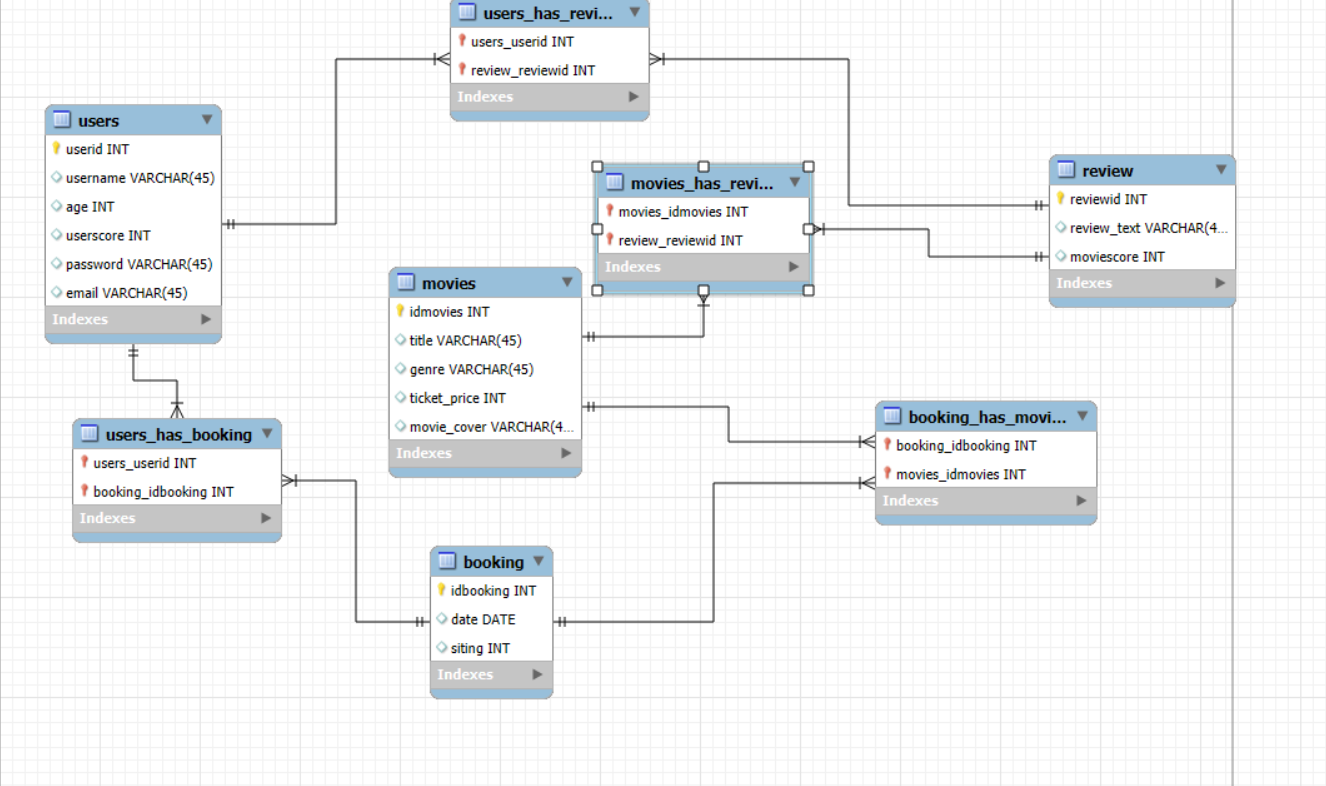 users_has_revi...
users_userid INT
review_reviewid INT
Indexes
users
userid INT
username VARCHAR(45)
age INT
userscore INT
password VARCHAR(45)
email VARCHAR(45)
Indexes
movies_has_revi...
movies_idmovies INT
review_reviewid INT
Indexes
review
reviewid INT
review_text VARCHAR(4...
moviescore INT
Indexes
movies
idmovies INT
title VARCHAR(45)
genre VARCHAR(45)
ticket_price INT
movie_cover VARCHAR(4...
Indexes
users_has_booking
users_userid INT
booking_idbooking INT
Indexes
booking_has_movi...
booking_idbooking INT
movies_idmovies INT
Indexes
booking
idbooking INT
date DATE
siting INT
Indexes